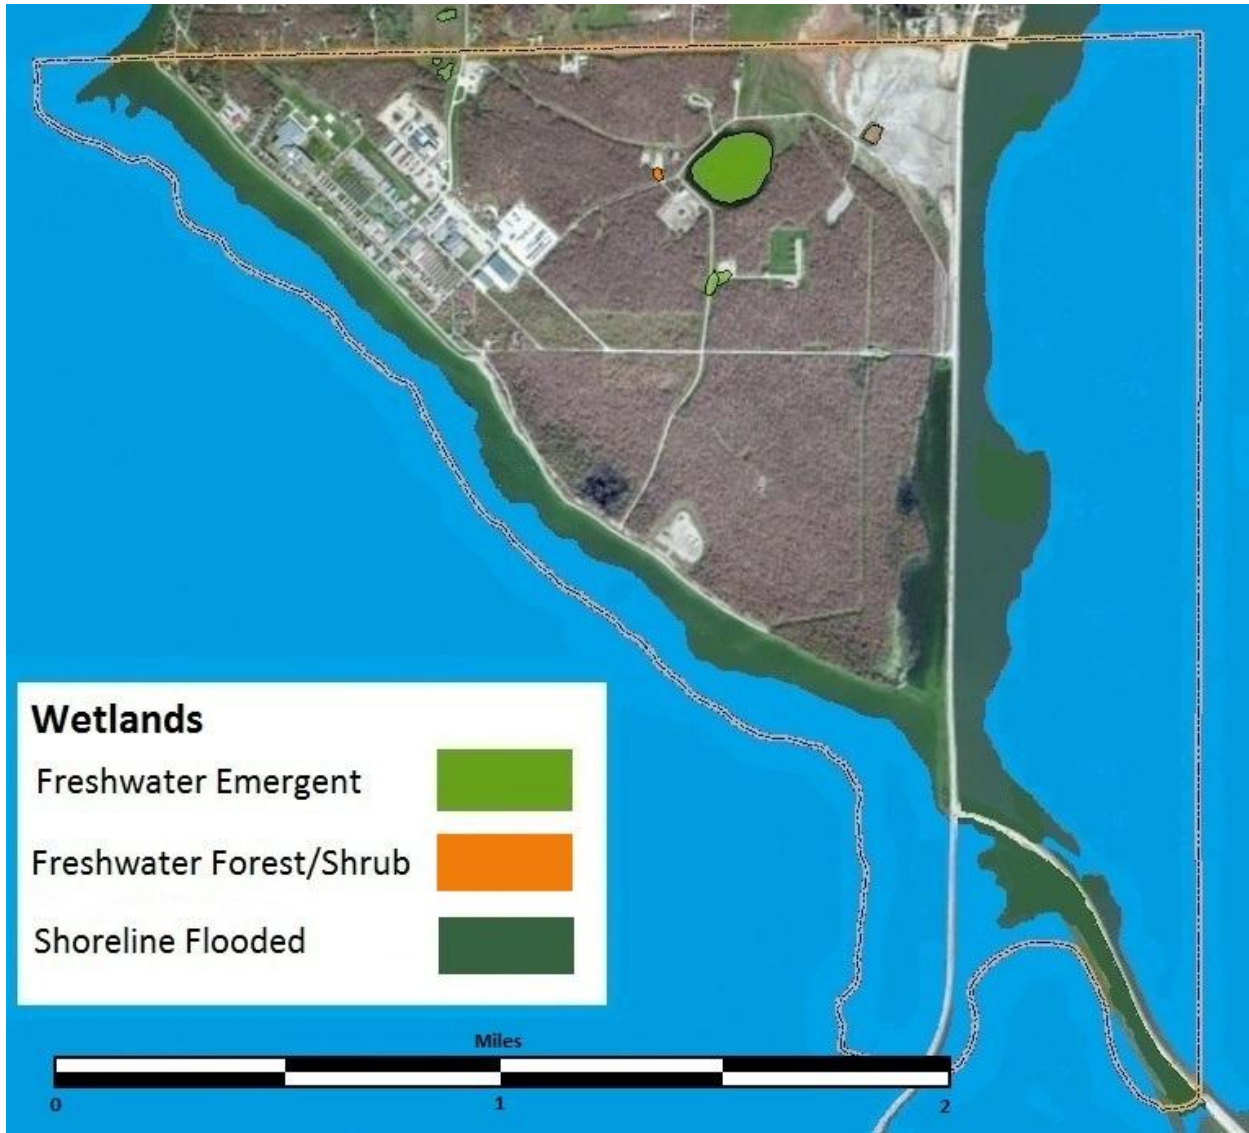 Wetlands
Freshwater Emergent
Freshwater Forest/Shrub
Shoreline Flooded
Miles
0 1 2